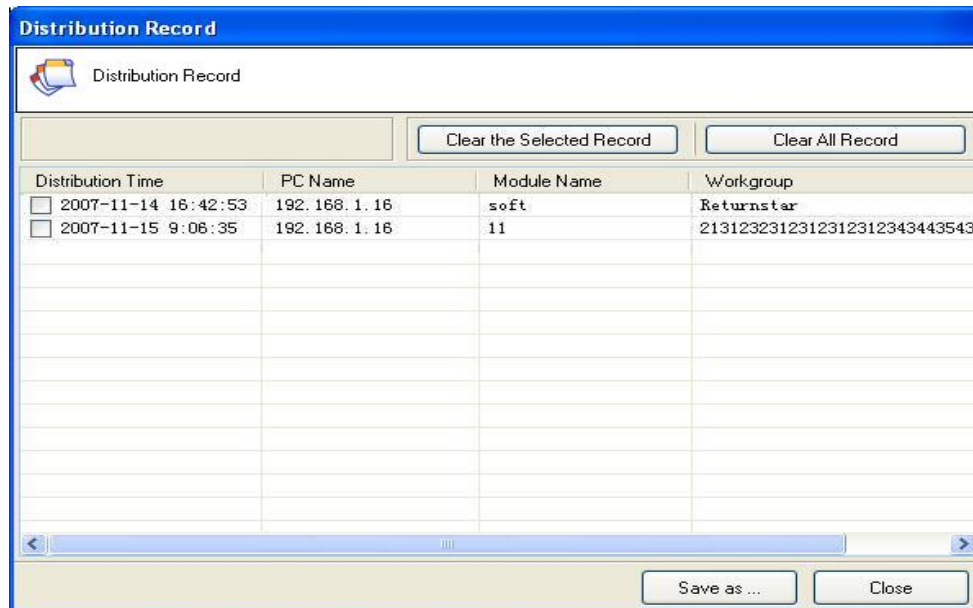 Distribution Record
Distribution Record
Clear the Selected Record Clear All Record
Distribution Time PC Name Module Name Workgroup
2007-11-14 16:42:53 192.168.1.16 soft Returnstar
2007-11-15 9:06:35 192.168.1.16 11 2131232312312312312343443543
Save as ... Close